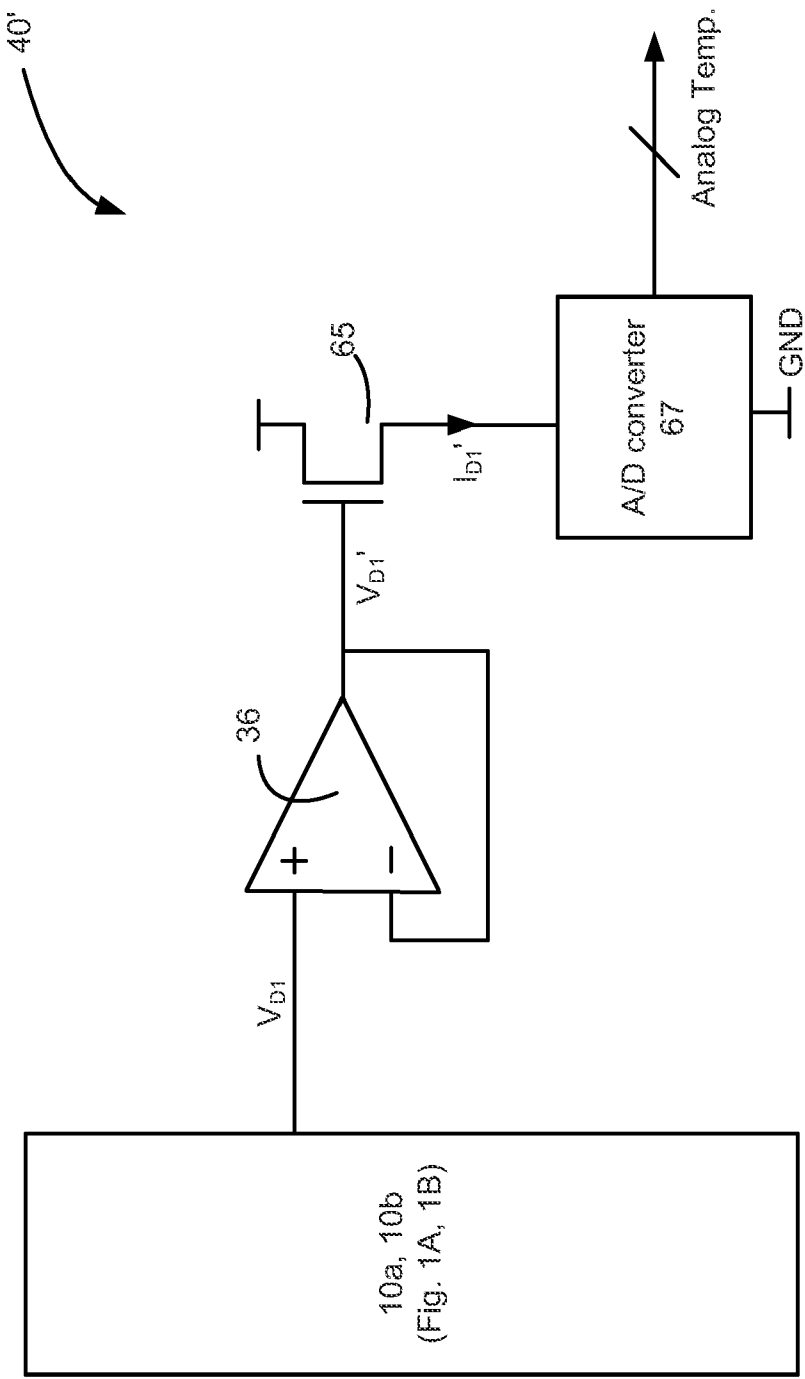 40'
10a, 10b
(Fig. 1A, 1B)
V_D1
36
+
−
V_D1'
65
I_D1'
A/D converter
67
GND
Analog Temp.